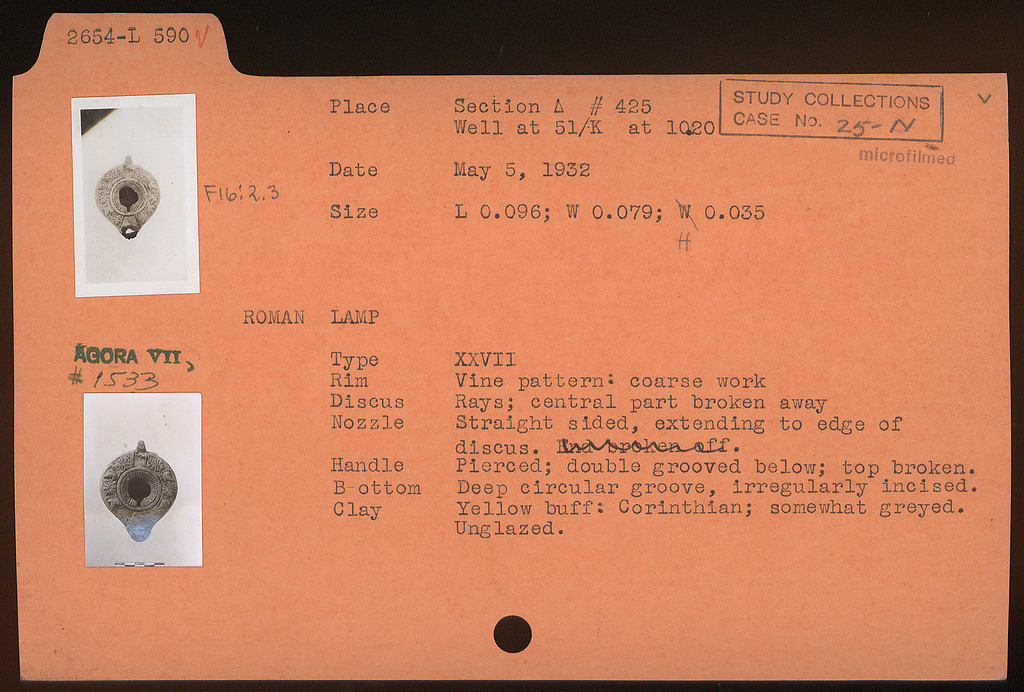 2654-L 590 √
Place Section Δ # 425
Well at 51/K at 10.20
STUDY COLLECTIONS
CASE No. 25-N
microfilmed
Date May 5, 1932
F16:2.3
Size L 0.096; W 0.079; W 0.035
H
ROMAN LAMP
AGORA VII,
# 1533
Type XXVII
Rim Vine pattern: coarse work
Discus Rays; central part broken away
Nozzle Straight sided, extending to edge of
discus. End broken off.
Handle Pierced; double grooved below; top broken.
B-ottom Deep circular groove, irregularly incised.
Clay Yellow buff: Corinthian; somewhat greyed.
Unglazed.